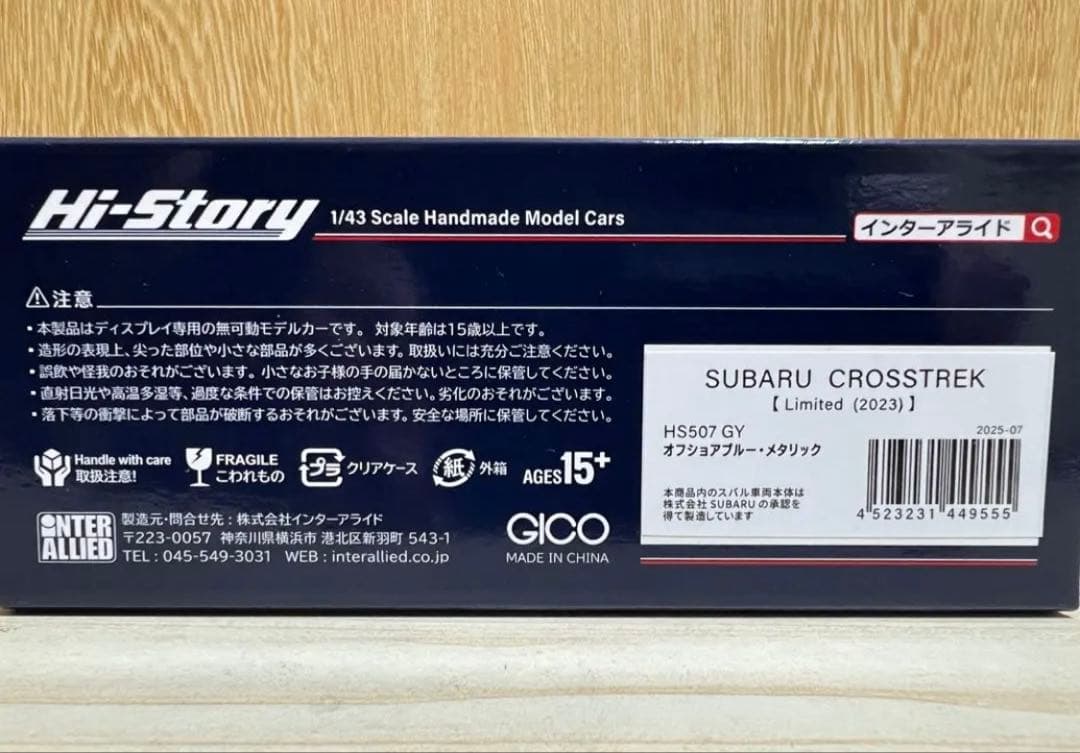 Hi-Story
1/43 Scale Handmade Model Cars
インターアライド
注意
・本製品はディスプレイ専用の無可動モデルカーです。 対象年齢は15歳以上です。
・造形の表現上、尖った部位や小さな部品が多くございます。取扱いには充分ご注意ください。
・誤飲や怪我のおそれがございます。小さなお子様の手の届かないところに保管してください。
・直射日光や高温多湿等、過度な条件での保管はお控えください。劣化のおそれがございます。
・落下等の衝撃によって部品が破断するおそれがございます。安全な場所に保管してください。
Handle with care
取扱注意!
FRAGILE
こわれもの
プラ
クリアケース
紙
外箱
AGES15+
INTER
ALLIED
製造元・問合せ先：株式会社インターアライド
〒223-0057 神奈川県横浜市 港北区新羽町 543-1
TEL：045-549-3031 WEB：interallied.co.jp
GICO
MADE IN CHINA
SUBARU CROSSTREK
【 Limited (2023) 】
HS507 GY
2025-07
オフショアブルー・メタリック
本商品内のスバル車両本体は
株式会社 SUBARU の承認を
得て製造しています
4 523231 449555